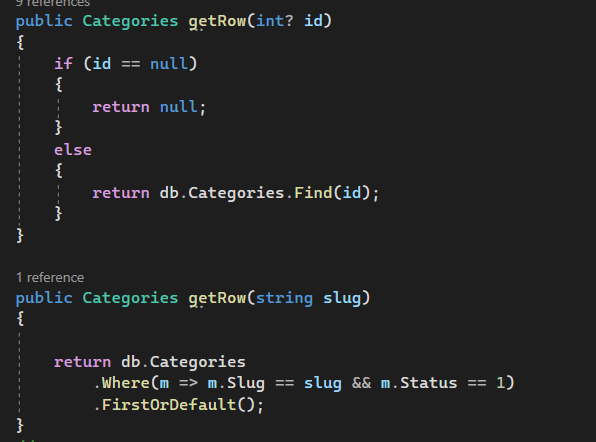 9 references
public Categories getRow(int? id)
{
if (id == null)
{
return null;
}
else
{
return db.Categories.Find(id);
}
}
1 reference
public Categories getRow(string slug)
{
return db.Categories
.Where(m => m.Slug == slug && m.Status == 1)
.FirstOrDefault();
}